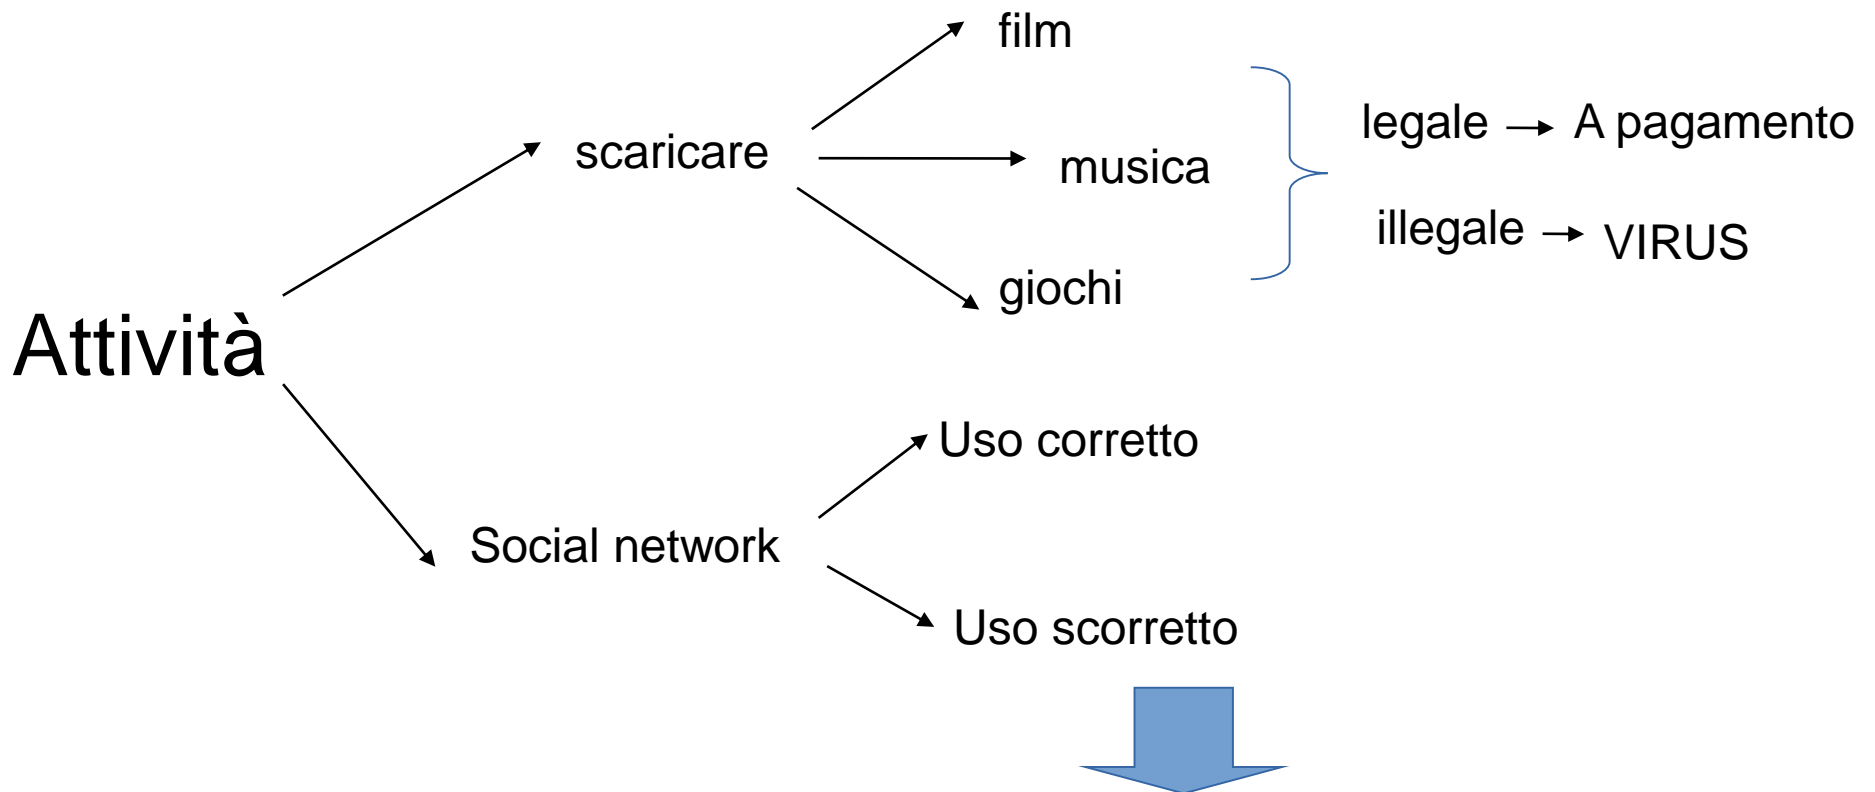 film
legale
A pagamento
scaricare
musica
illegale
VIRUS
giochi
Attività
Uso corretto
Social network
Uso scorretto